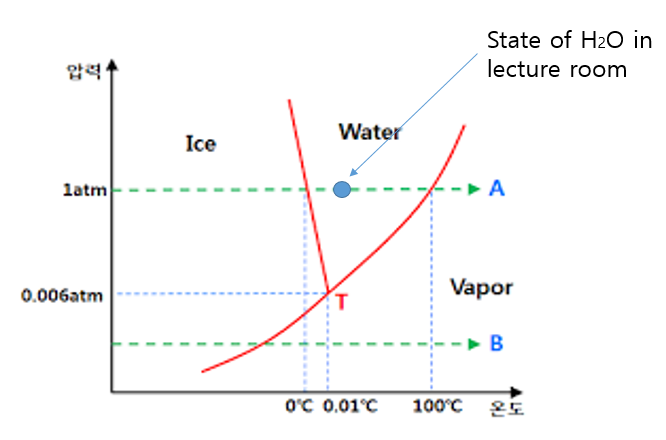 State of H2O in
lecture room
압력
Ice
Water
1atm
A
0.006atm
T
Vapor
B
0℃ 0.01℃ 100℃ 온도